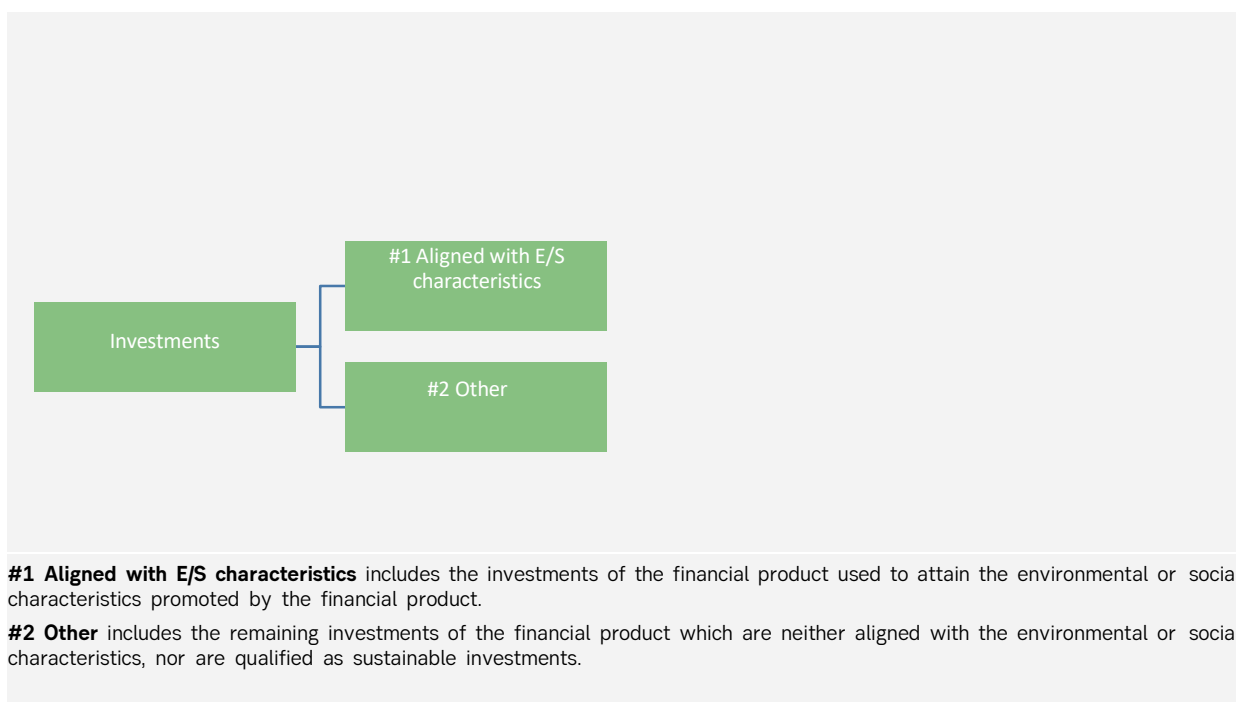 #1 Aligned with E/S
characteristics
Investments
#2 Other
#1 Aligned with E/S characteristics includes the investments of the financial product used to attain the environmental or socia
characteristics promoted by the financial product.
#2 Other includes the remaining investments of the financial product which are neither aligned with the environmental or socia
characteristics, nor are qualified as sustainable investments.